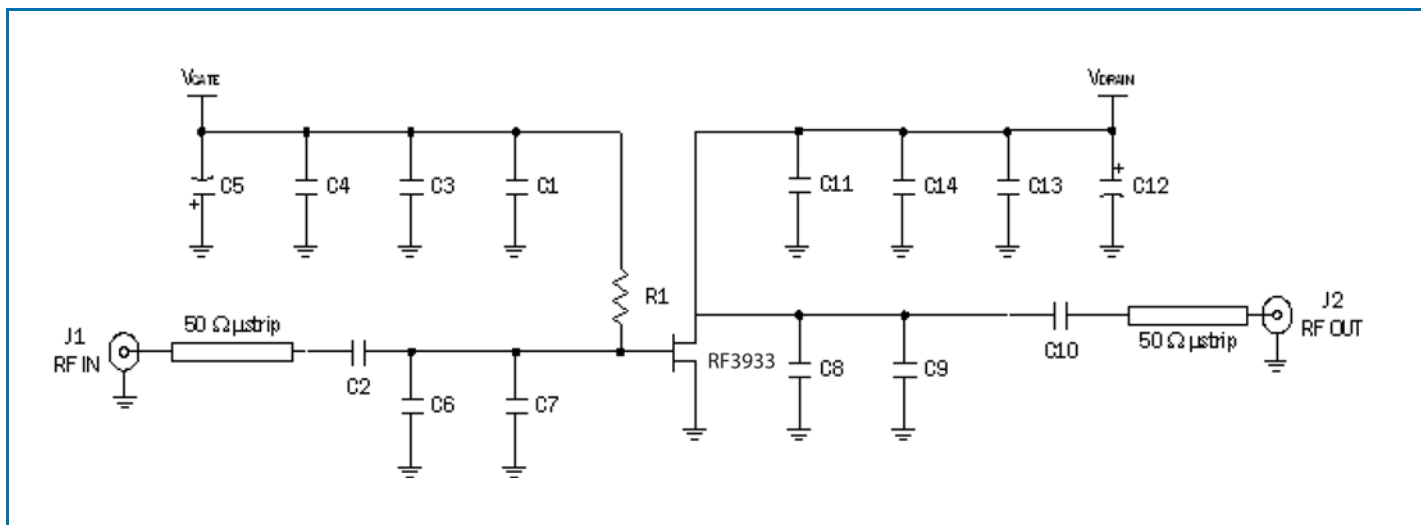 VGATE
VDRAIN
C5
C4
C3
C1
C11
C14
C13
C12
+
+
R1
J1
RF IN
50 Ω µstrip
C2
C6
C7
RF3933
C8
C9
C10
50 Ω µstrip
J2
RF OUT